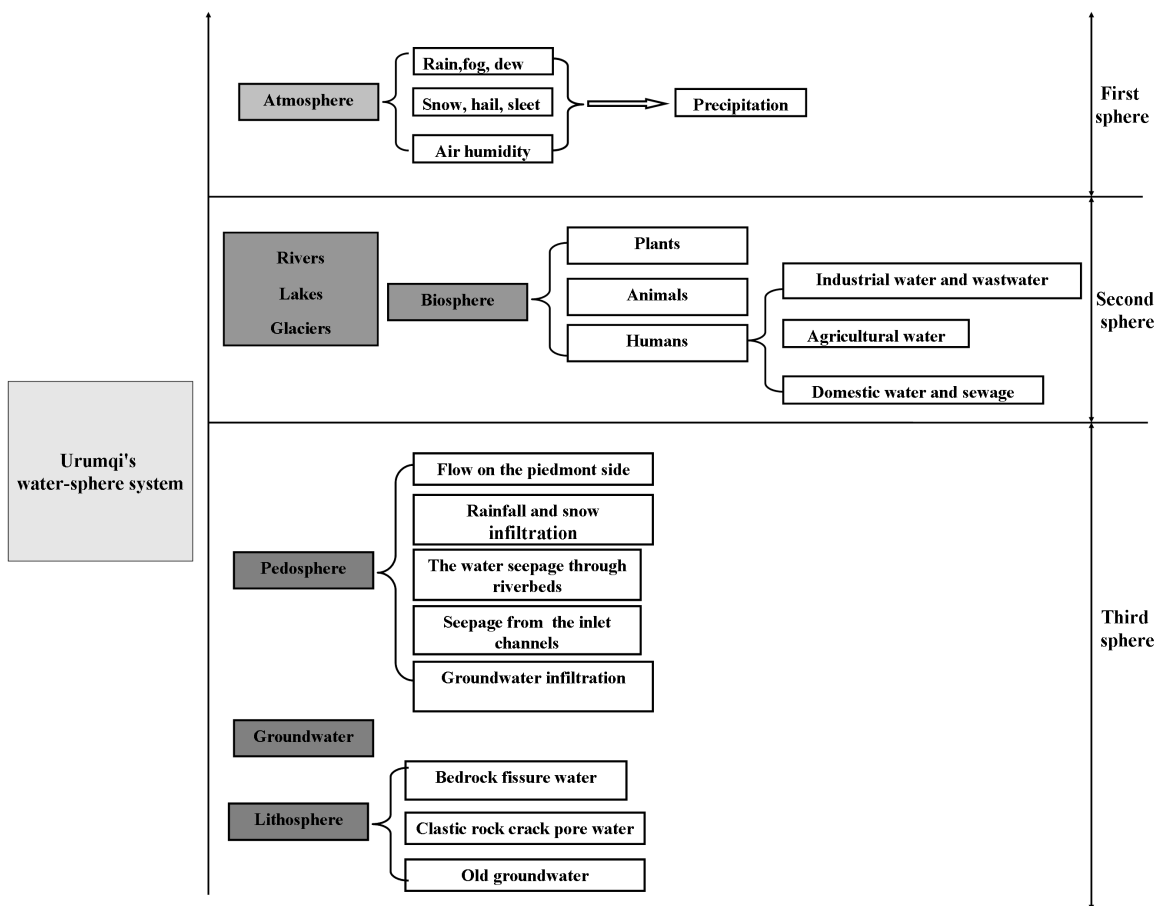 Rain,fog, dew
Atmosphere
Snow, hail, sleet
Air humidity
Precipitation
First
sphere
Rivers
Lakes
Glaciers
Biosphere
Plants
Animals
Humans
Industrial water and wastwater
Agricultural water
Domestic water and sewage
Second
sphere
Urumqi's
water-sphere system
Flow on the piedmont side
Rainfall and snow
infiltration
Pedosphere
The water seepage through
riverbeds
Seepage from the inlet
channels
Groundwater infiltration
Third
sphere
Groundwater
Bedrock fissure water
Lithosphere
Clastic rock crack pore water
Old groundwater